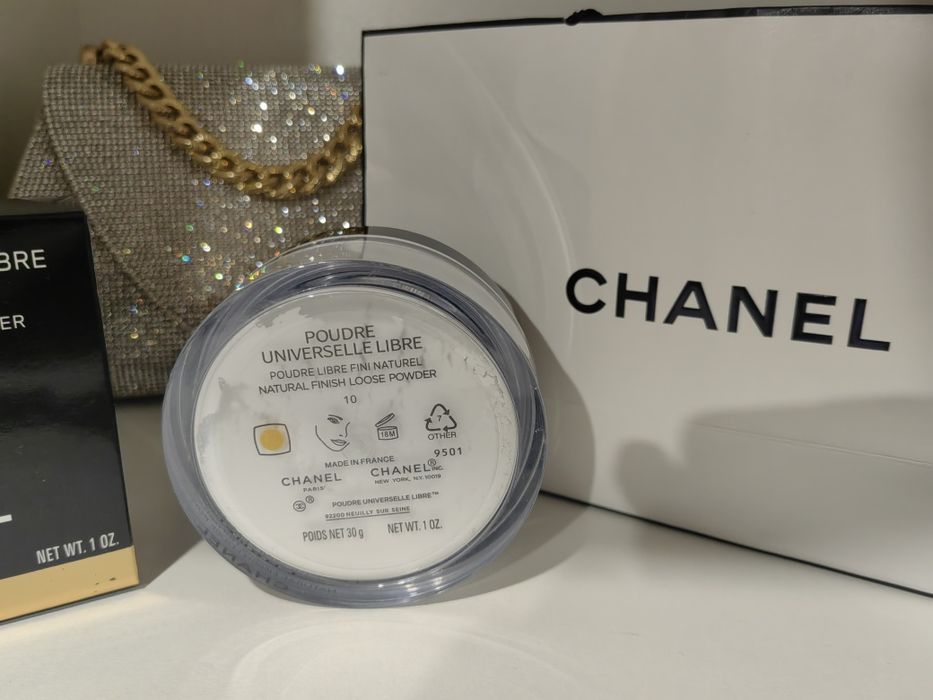 BRE
ER
L
NET WT. 1 OZ.
POUDRE
UNIVERSELLE LIBRE
POUDRE LIBRE FINI NATUREL
NATURAL FINISH LOOSE POWDER
10
18M
7
OTHER
9501
MADE IN FRANCE
CHANEL
PARIS
CHANEL® INC.
NEW YORK, N.Y. 10019
®
POUDRE UNIVERSELLE LIBRE™
92200 NEUILLY SUR SEINE
POIDS NET 30 g NET WT. 1 OZ.
CHANEL
CHANEL